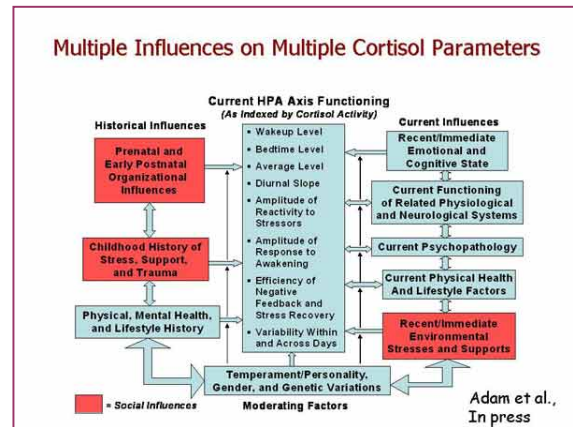 Multiple Influences on Multiple Cortisol Parameters
Current HPA Axis Functioning
(As Indexed by Cortisol Activity)
Historical Influences
Prenatal and
Early Postnatal
Organizational
Influences
Childhood History of
Stress, Support,
and Trauma
Physical, Mental Health,
and Lifestyle History
• Wakeup Level
• Bedtime Level
• Average Level
• Diurnal Slope
• Amplitude of
Reactivity to
Stressors
• Amplitude of
Response to
Awakening
• Efficiency of
Negative
Feedback and
Stress Recovery
• Variability Within
and Across Days
Current Influences
Recent/Immediate
Emotional and
Cognitive State
Current Functioning
of Related Physiological
and Neurological Systems
Current Psychopathology
Current Physical Health
And Lifestyle Factors
Recent/Immediate
Environmental
Stresses and Supports
Temperament/Personality,
Gender, and Genetic Variations
Moderating Factors
= Social Influences
Adam et al.,
In press